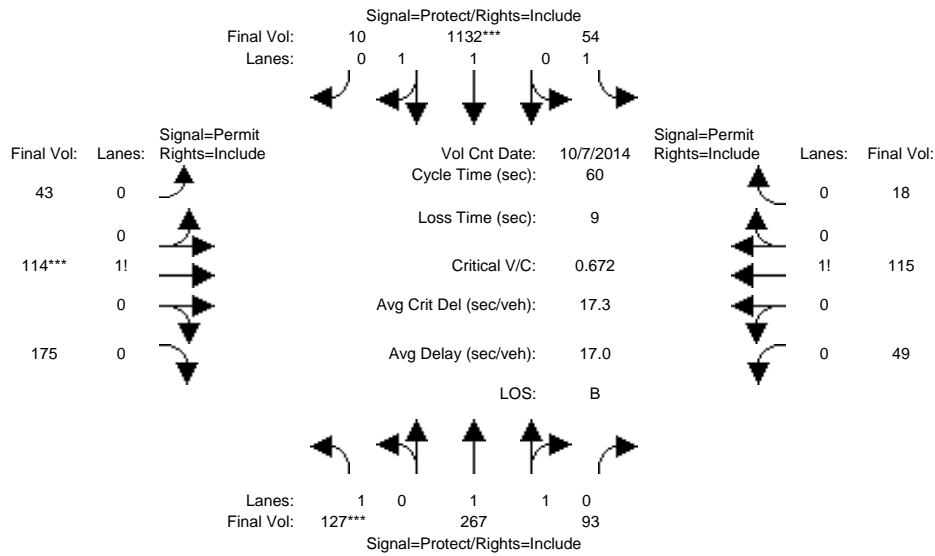 Signal=Protect/Rights=Include
Final Vol: 10 1132*** 54
Lanes: 0 1 1 0 1
Signal=Permit Signal=Permit
Final Vol: Lanes: Rights=Include Vol Cnt Date: 10/7/2014 Rights=Include Lanes: Final Vol:
Cycle Time (sec): 60
43 0 0 18
Loss Time (sec): 9
0 0
114*** 1! Critical V/C: 0.672 1! 115
0 Avg Crit Del (sec/veh): 17.3 0
175 0 Avg Delay (sec/veh): 17.0 0 49
LOS: B
Lanes: 1 0 1 1 0
Final Vol: 127*** 267 93
Signal=Protect/Rights=Include